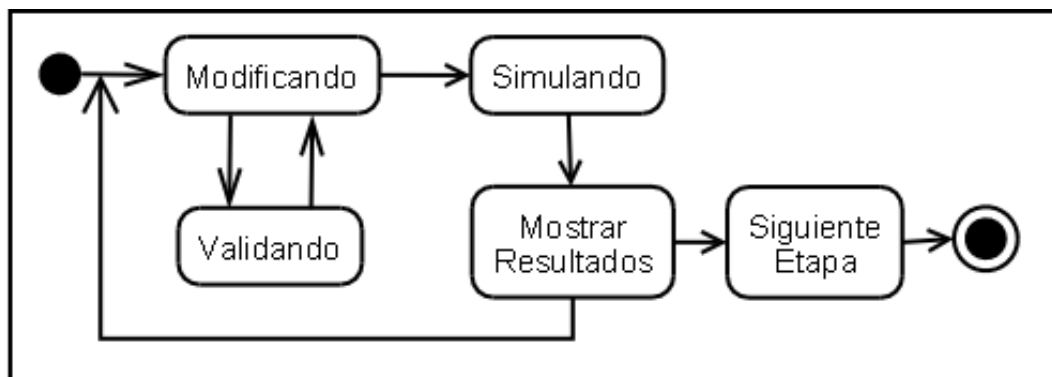 Modificando
Simulando
Validando
Mostrar
Resultados
Siguiente
Etapa